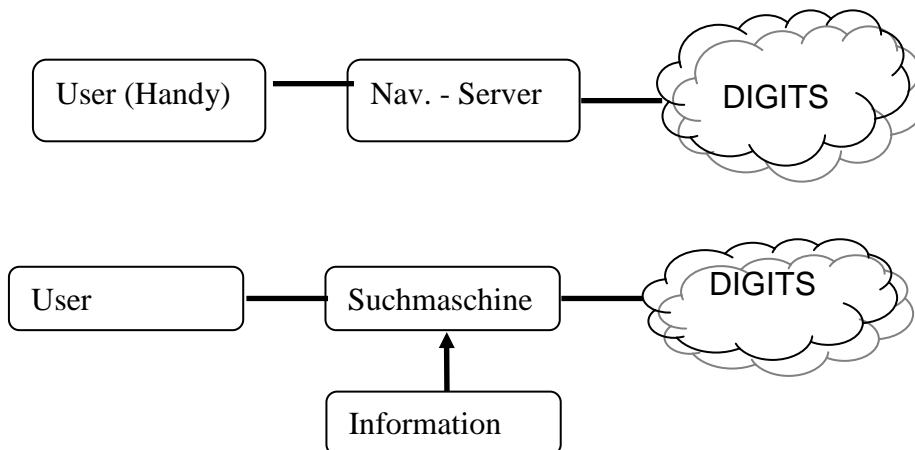 User (Handy)
Nav. - Server
DIGITS
User
Suchmaschine
DIGITS
Information